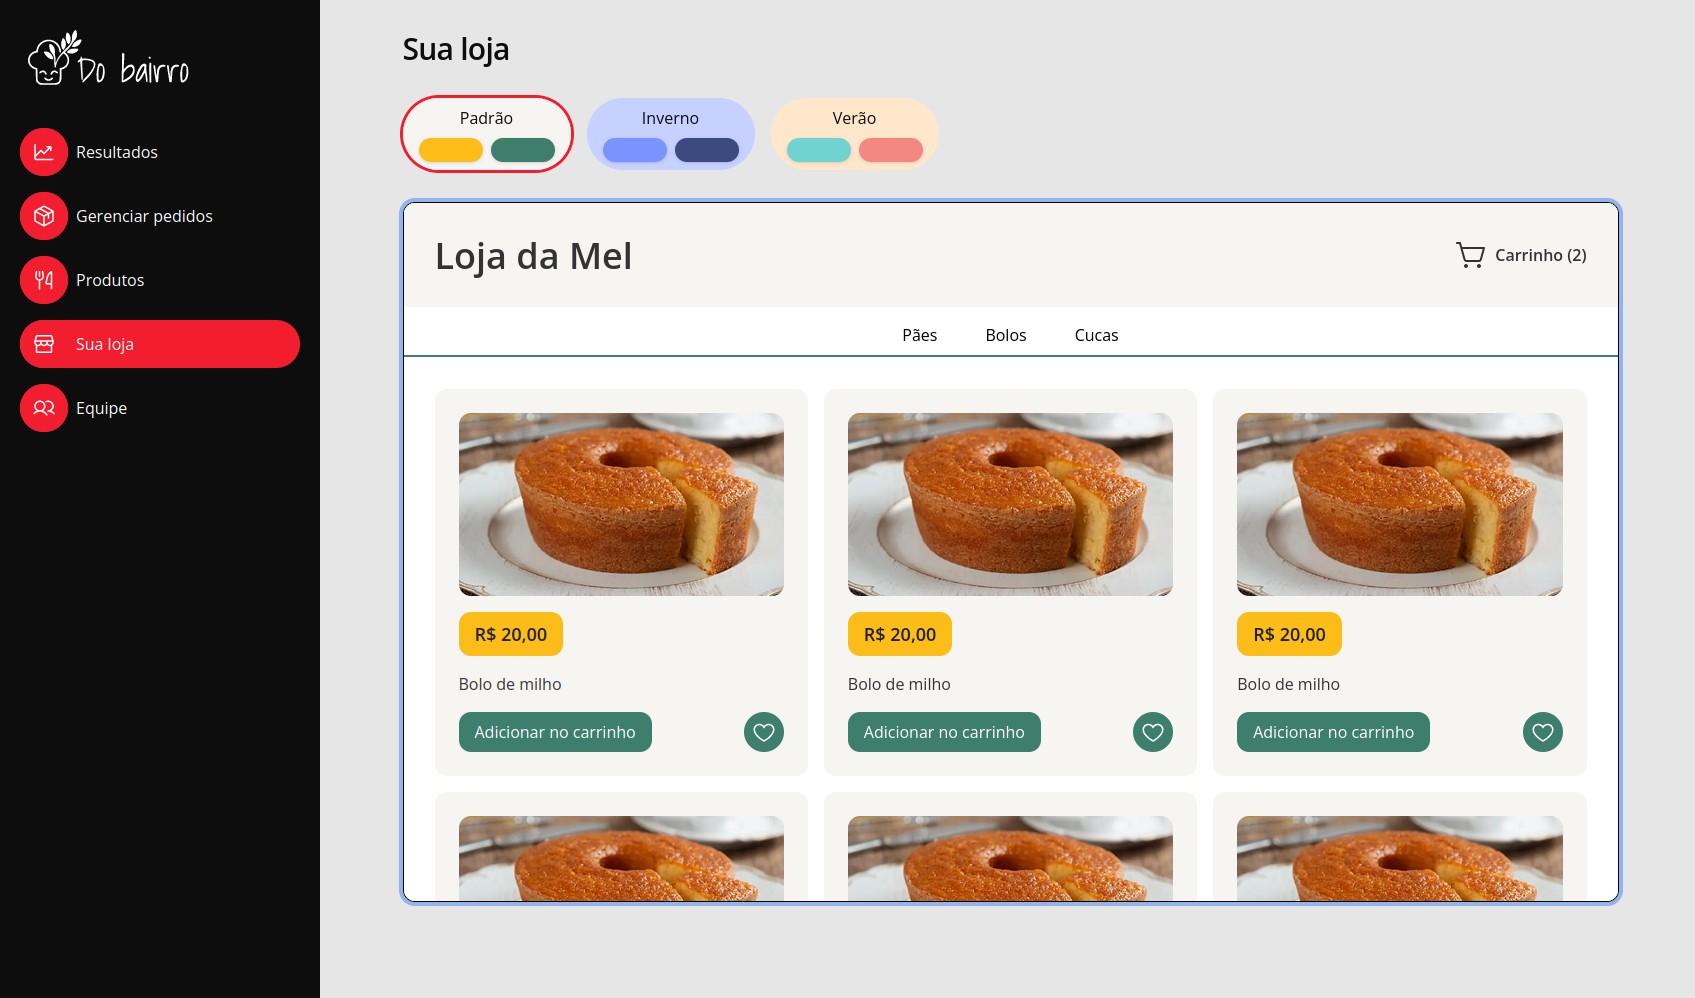 Do bairro
Resultados
Gerenciar pedidos
Produtos
Sua loja
Equipe
Sua loja
Padrão
Inverno
Verão
Loja da Mel
Carrinho (2)
Pães Bolos Cucas
R$ 20,00
Bolo de milho
Adicionar no carrinho
R$ 20,00
Bolo de milho
Adicionar no carrinho
R$ 20,00
Bolo de milho
Adicionar no carrinho